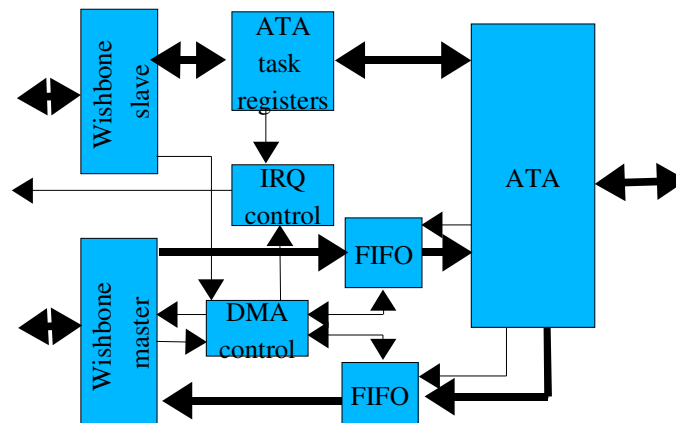 Wishbone
slave
ATA
task
registers
ATA
IRQ
control
FIFO
Wishbone
master
DMA
control
FIFO